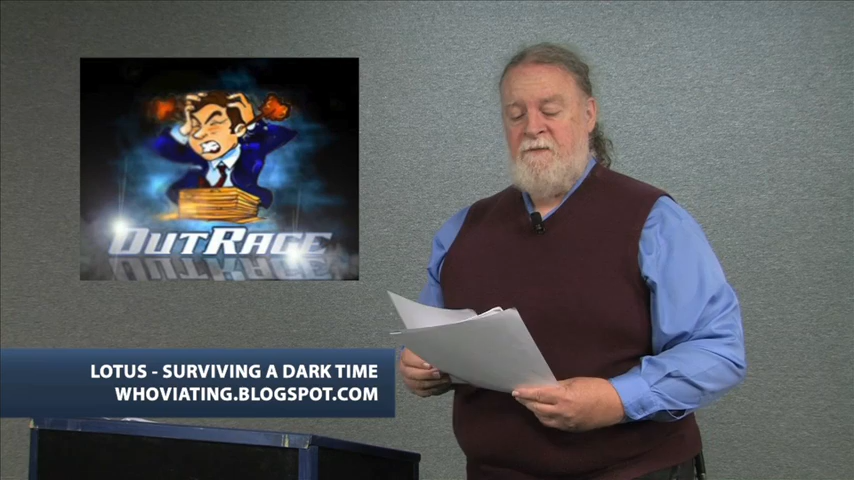 OUTRAGE
LOTUS - SURVIVING A DARK TIME
WHOVIATING.BLOGSPOT.COM